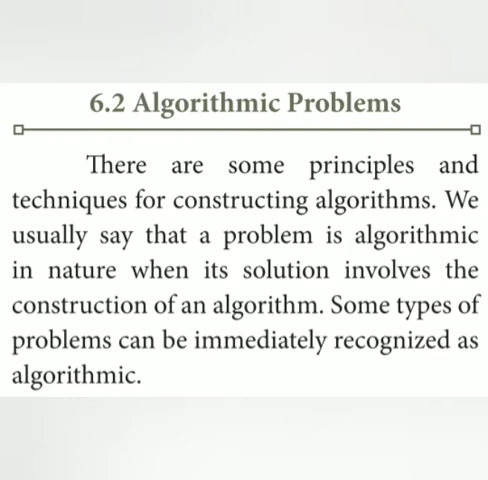 6.2 Algorithmic Problems
There are some principles and
techniques for constructing algorithms. We
usually say that a problem is algorithmic
in nature when its solution involves the
construction of an algorithm. Some types of
problems can be immediately recognized as
algorithmic.